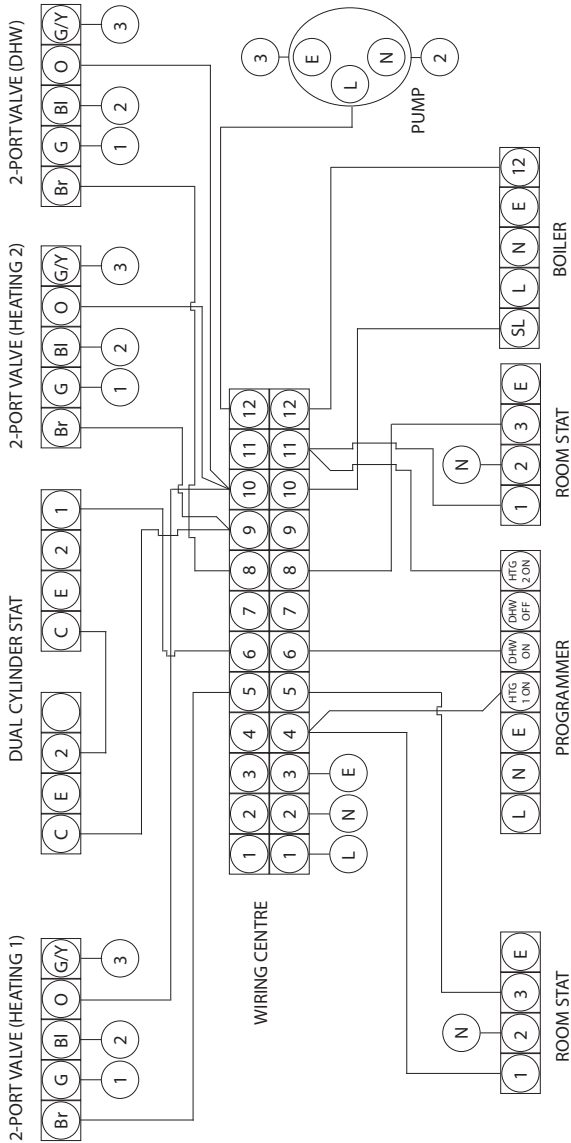 2-PORT VALVE (HEATING 1)
Br G Bl O G/Y
1 2 3
DUAL CYLINDER STAT
C E 2
C E 2 1
2-PORT VALVE (HEATING 2)
Br G Bl O G/Y
1 2 3
2-PORT VALVE (DHW)
Br G Bl O G/Y
1 2 3
WIRING CENTRE
1 2 3 4 5 6 7 8 9 10 11 12
1 2 3 4 5 6 7 8 9 10 11 12
L N E
3
E
L
N
2
PUMP
N
1 2 3 E
ROOM STAT
L N E HTG 1 ON DHW ON DHW OFF HTG 2 ON
PROGRAMMER
N
1 2 3 E
ROOM STAT
SL L N E 12
BOILER